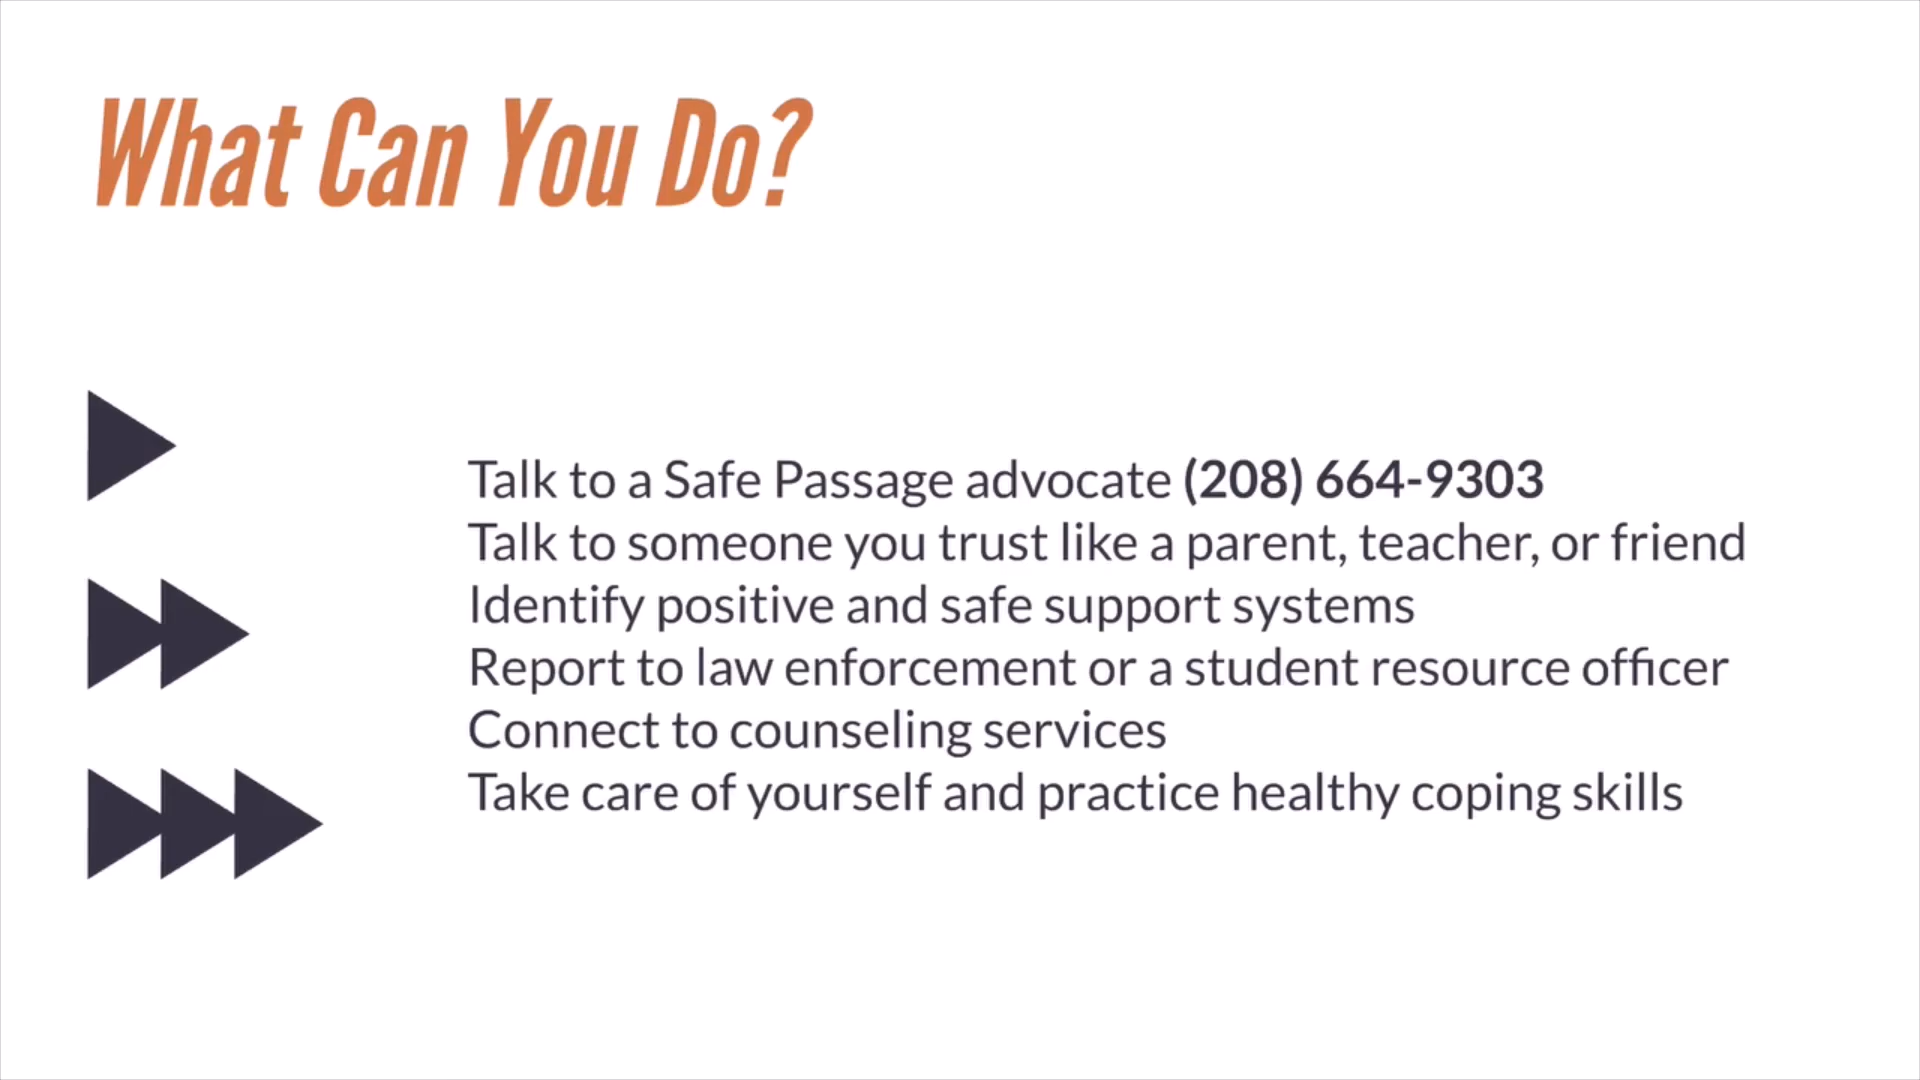 What Can You Do?
Talk to a Safe Passage advocate (208) 664-9303
Talk to someone you trust like a parent, teacher, or friend
Identify positive and safe support systems
Report to law enforcement or a student resource officer
Connect to counseling services
Take care of yourself and practice healthy coping skills